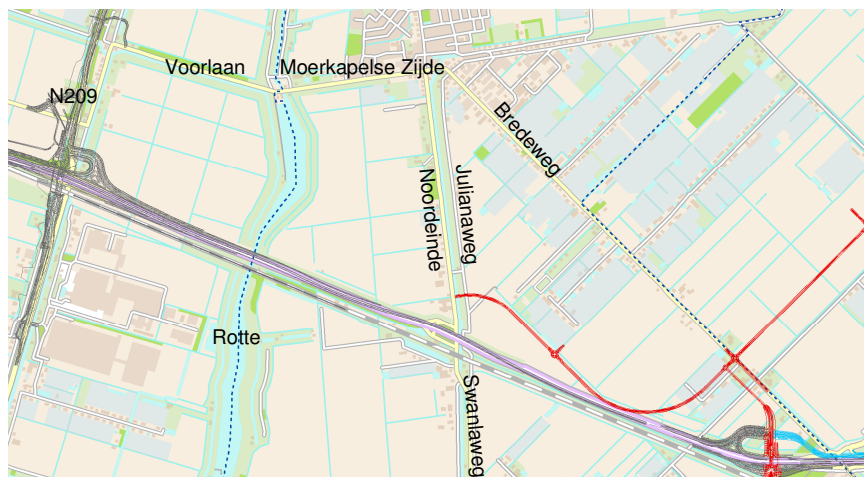 Voorlaan
Moerkapelse Zijde
N209
Bredeweg
Julianaweg
Noordeinde
Rotte
Swanlaweg